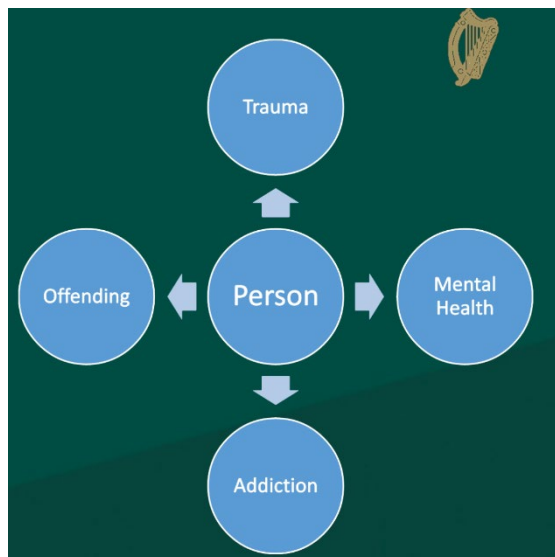 Trauma
Offending
Person
Mental
Health
Addiction